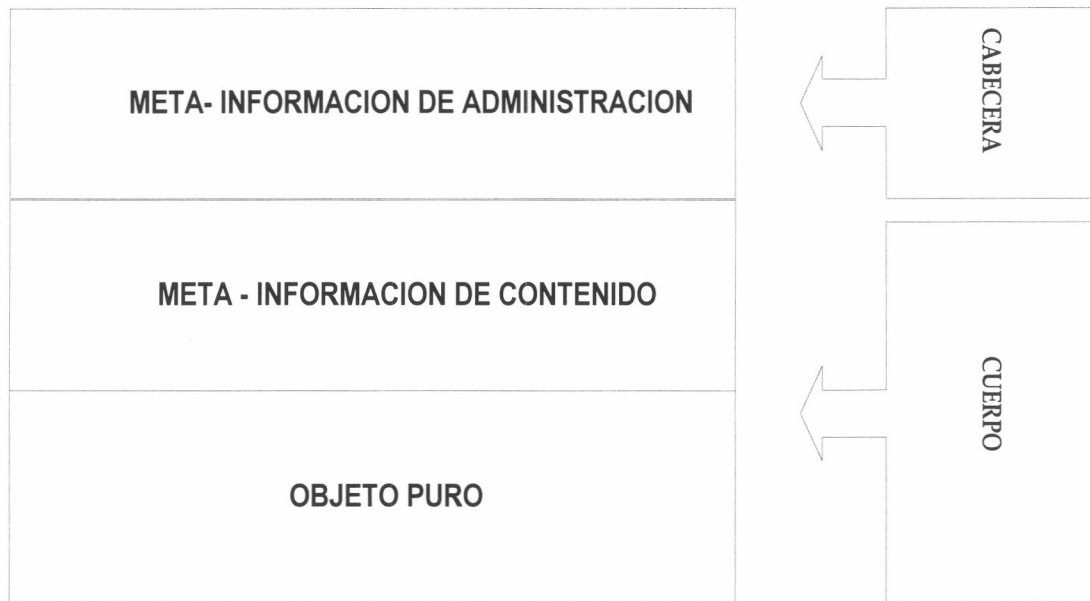 META- INFORMACION DE ADMINISTRACION
CABECERA
META - INFORMACION DE CONTENIDO
CUERPO
OBJETO PURO